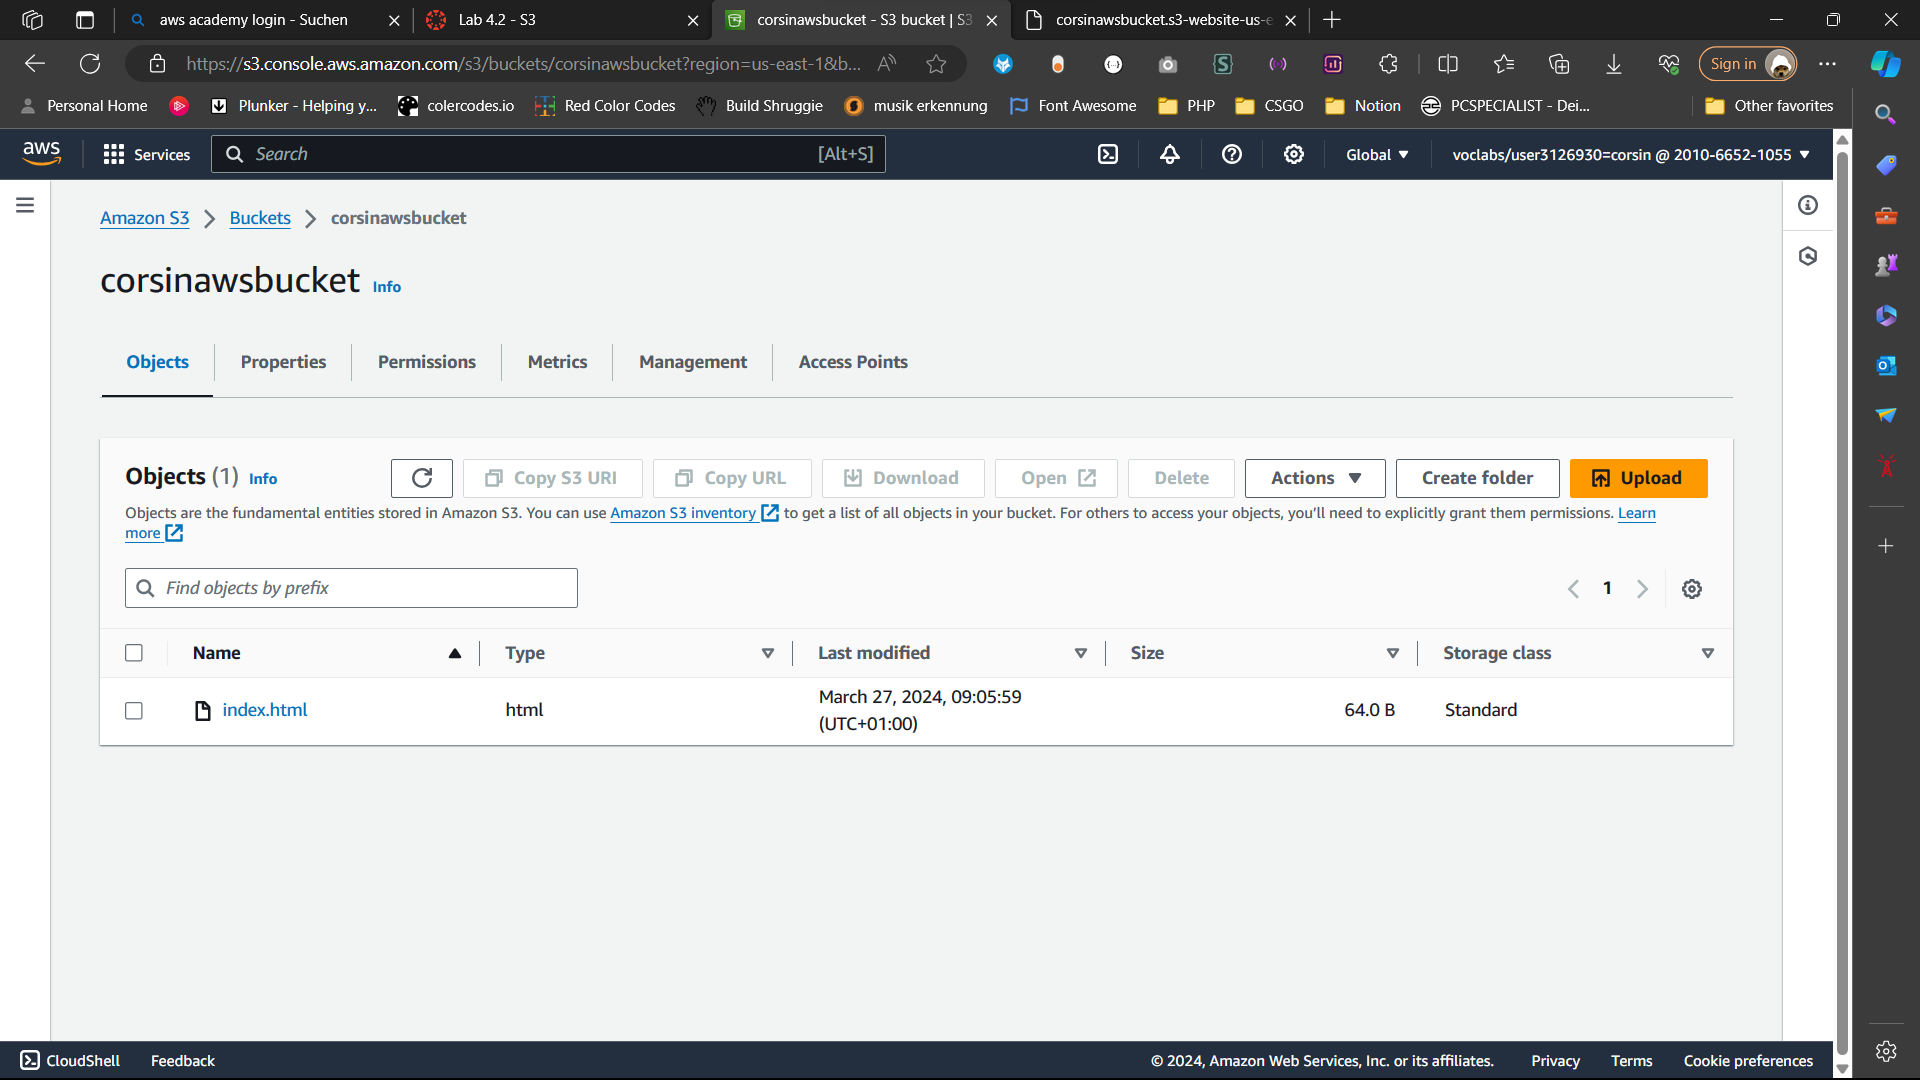 aws academy login - Suchen
Lab 4.2 - S3
corsinawsbucket - S3 bucket | S3
corsinawsbucket.s3-website-us-e
https://s3.console.aws.amazon.com/s3/buckets/corsinawsbucket?region=us-east-1&b...
Sign in
Personal Home
Plunker - Helping y...
colercodes.io
Red Color Codes
Build Shruggie
musik erkennung
Font Awesome
PHP
CSGO
Notion
PCSPECIALIST - Dei...
Other favorites
aws
Services
Search
[Alt+S]
Global
voclabs/user3126930=corsin @ 2010-6652-1055
Amazon S3
Buckets
corsinawsbucket
corsinawsbucket Info
Objects
Properties
Permissions
Metrics
Management
Access Points
Objects (1) Info
Copy S3 URI
Copy URL
Download
Open
Delete
Actions
Create folder
Upload
Objects are the fundamental entities stored in Amazon S3. You can use Amazon S3 inventory to get a list of all objects in your bucket. For others to access your objects, you'll need to explicitly grant them permissions. Learn
more
Find objects by prefix
1
Name
Type
Last modified
Size
Storage class
index.html
html
March 27, 2024, 09:05:59
(UTC+01:00)
64.0 B
Standard
CloudShell
Feedback
© 2024, Amazon Web Services, Inc. or its affiliates.
Privacy
Terms
Cookie preferences